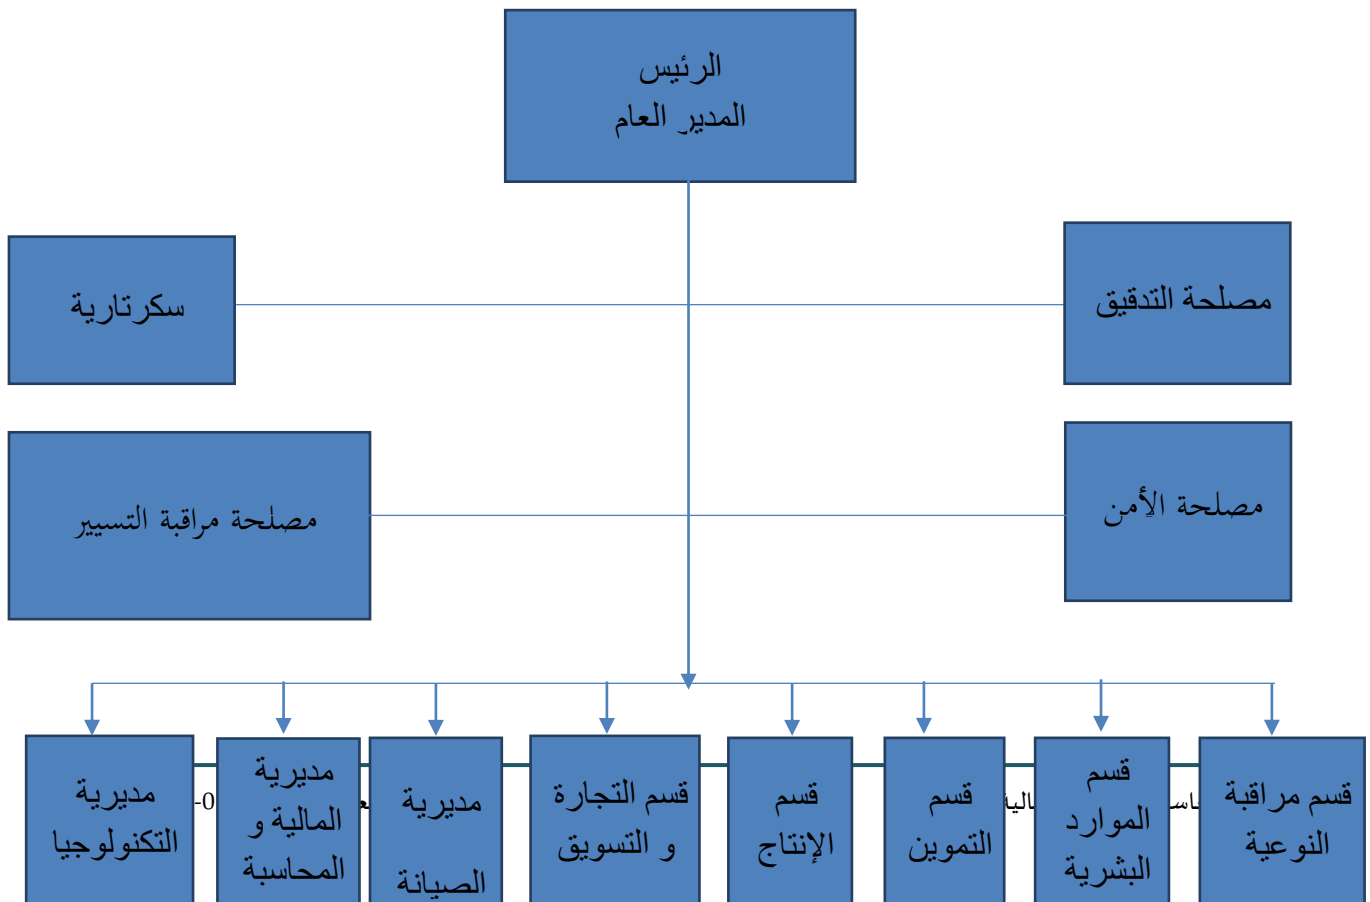 الرئيس
المدير العام
مصلحة التدقيق
سكرتارية
مصلحة الأمن
مصلحة مراقبة التسيير
قسم مراقبة
النوعية
قسم
الموارد
البشرية
قسم
التموين
قسم
الإنتاج
قسم التجارة
و التسويق
مديرية
الصيانة
مديرية
المالية و
المحاسبة
مديرية
التكنولوجيا